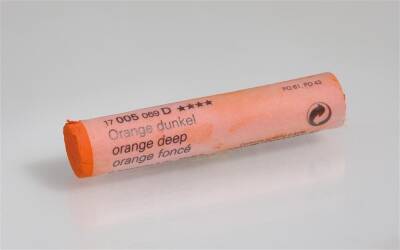 17 005 069 D ★★★★
Orange dunkel
orange deep
orange foncé
PO 61, PO 43